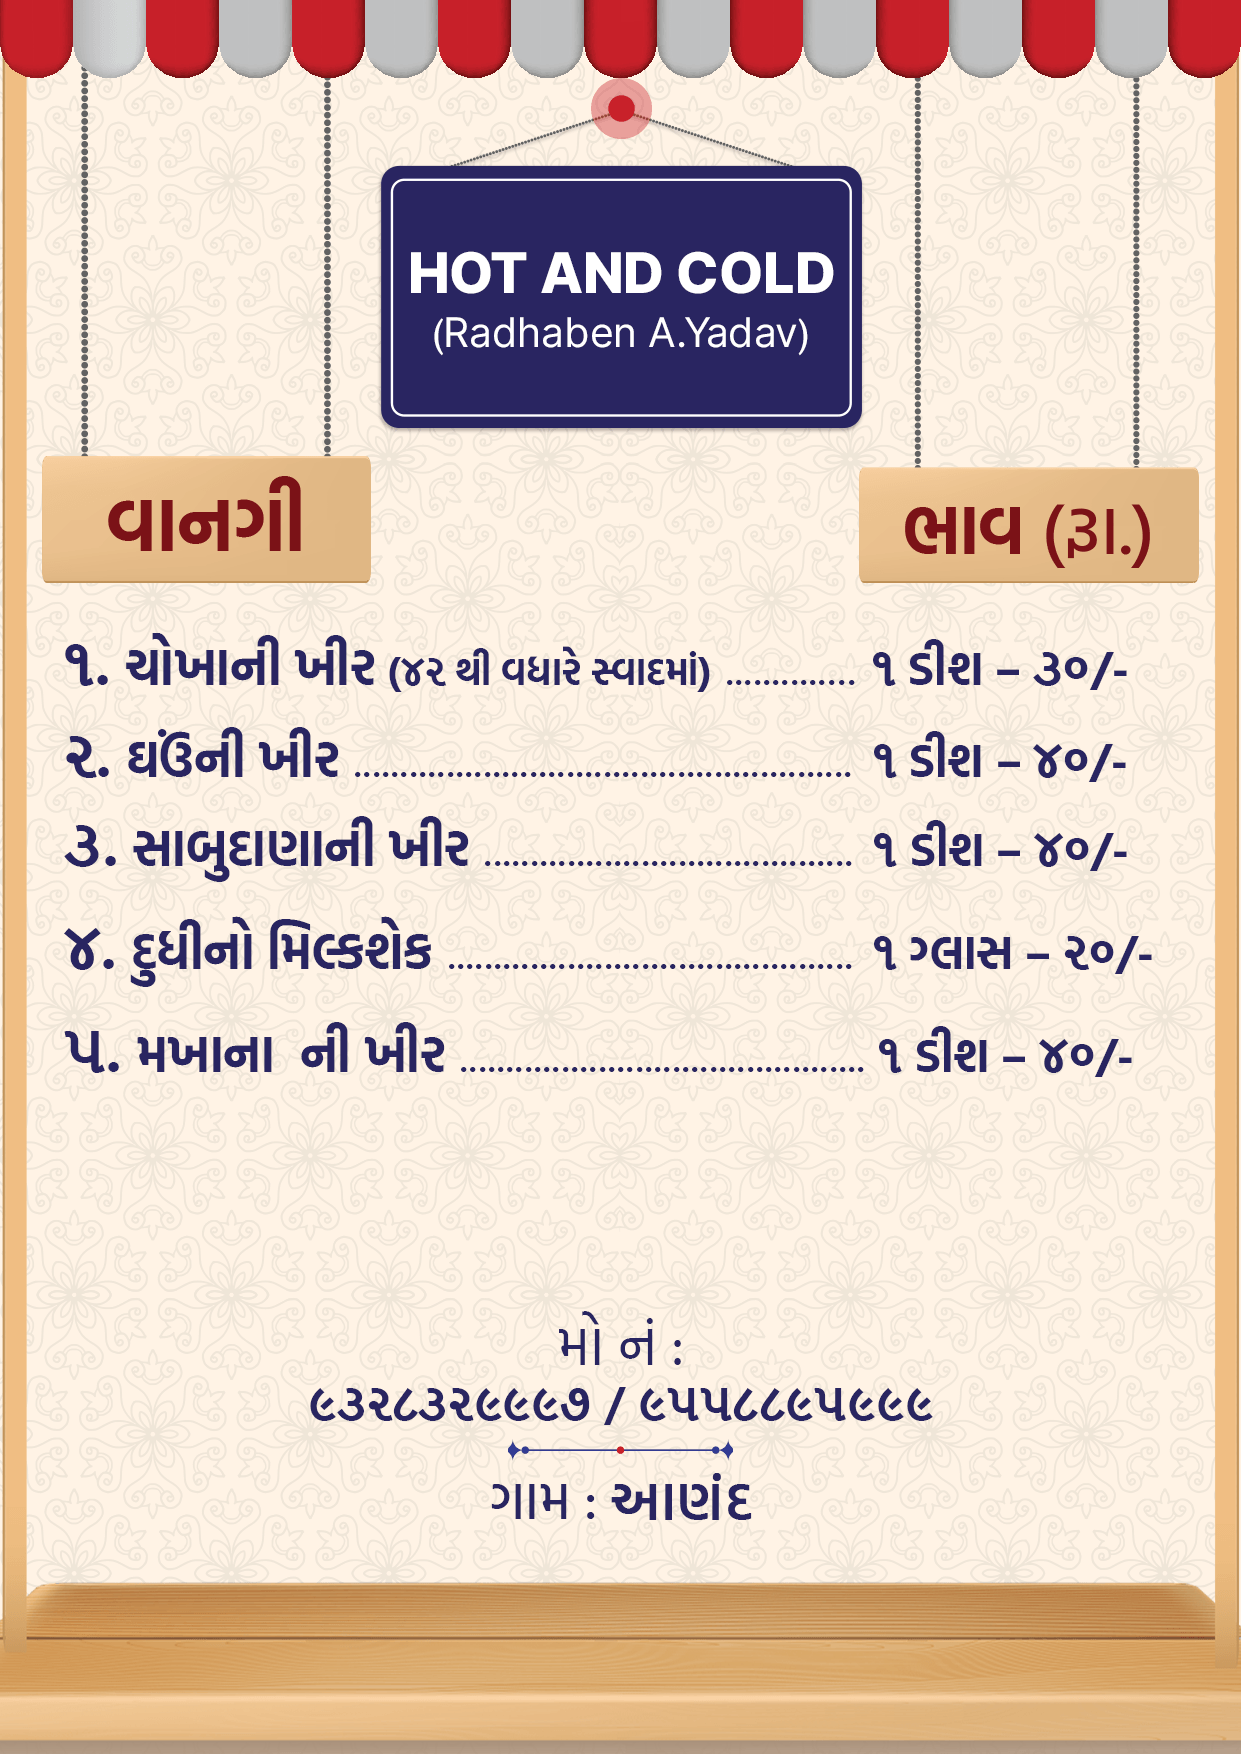 HOT AND COLD
(Radhaben A.Yadav)
વાનગી
ભાવ (રૂા.)
૧. ચોખાની ખીર (૪૨ થી વધારે સ્વાદમાં) ............. ૧ ડીશ – ૩૦/-
૨. ઘઉંની ખીર ...................................................... ૧ ડીશ – ૪૦/-
૩. સાબુદાણાની ખીર ........................................ ૧ ડીશ – ૪૦/-
૪. દુધીનો મિલ્કશેક ............................................ ૧ ગ્લાસ – ૨૦/-
૫. મખાના ની ખીર ............................................ ૧ ડીશ – ૪૦/-
મો નં :
૯૩૨૮૩૨૯૯૯૭ / ૯૫૫૮૮૯૫૯૯૯
ગામ : આણંદ